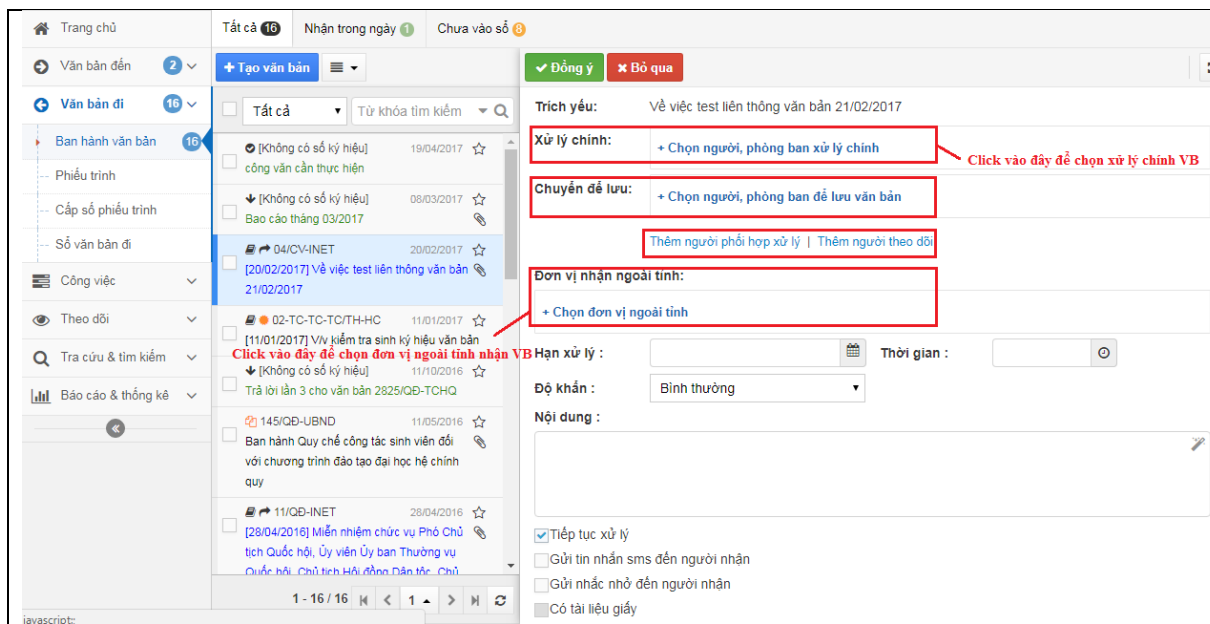 Trang chủ
Văn bản đến 2
Văn bản đi 16
Ban hành văn bản 16
Phiếu trình
Cấp số phiếu trình
Sổ văn bản đi
Công việc
Theo dõi
Tra cứu & tìm kiếm
Báo cáo & thống kê
Tất cả 16 Nhận trong ngày 1 Chưa vào sổ 8
+ Tạo văn bản
Tất cả Từ khóa tìm kiếm
[Không có số ký hiệu] 19/04/2017
công văn cần thực hiện
[Không có số ký hiệu] 08/03/2017
Bao cáo tháng 03/2017
04/CV-INET 20/02/2017
[20/02/2017] Về việc test liên thông văn bản
21/02/2017
02-TC-TC-TC/TH-HC 11/01/2017
[11/01/2017] V/v kiểm tra sinh ký hiệu văn bản
Click vào đây để chọn đơn vị ngoài tỉnh nhận VB
[Không có số ký hiệu] 11/10/2016
Trả lời lần 3 cho văn bản 2825/QĐ-TCHQ
145/QĐ-UBND 11/05/2016
Ban hành Quy chế công tác sinh viên đối
với chương trình đào tạo đại học hệ chính
quy
11/QĐ-INET 28/04/2016
[28/04/2016] Miễn nhiệm chức vụ Phó Chủ
tịch Quốc hội, Ủy viên Ủy ban Thường vụ
Quốc hội, Chủ tịch Hội đồng Dân tộc, Chủ
1 - 16 / 16 1
javascript:;
Đồng ý Bỏ qua
Trích yếu: Về việc test liên thông văn bản 21/02/2017
Xử lý chính: + Chọn người, phòng ban xử lý chính
Click vào đây để chọn xử lý chính VB
Chuyển để lưu: + Chọn người, phòng ban để lưu văn bản
Thêm người phối hợp xử lý | Thêm người theo dõi
Đơn vị nhận ngoài tỉnh:
+ Chọn đơn vị ngoài tỉnh
Hạn xử lý : Thời gian :
Độ khẩn : Bình thường
Nội dung :
Tiếp tục xử lý
Gửi tin nhắn sms đến người nhận
Gửi nhắc nhở đến người nhận
Có tài liệu giấy